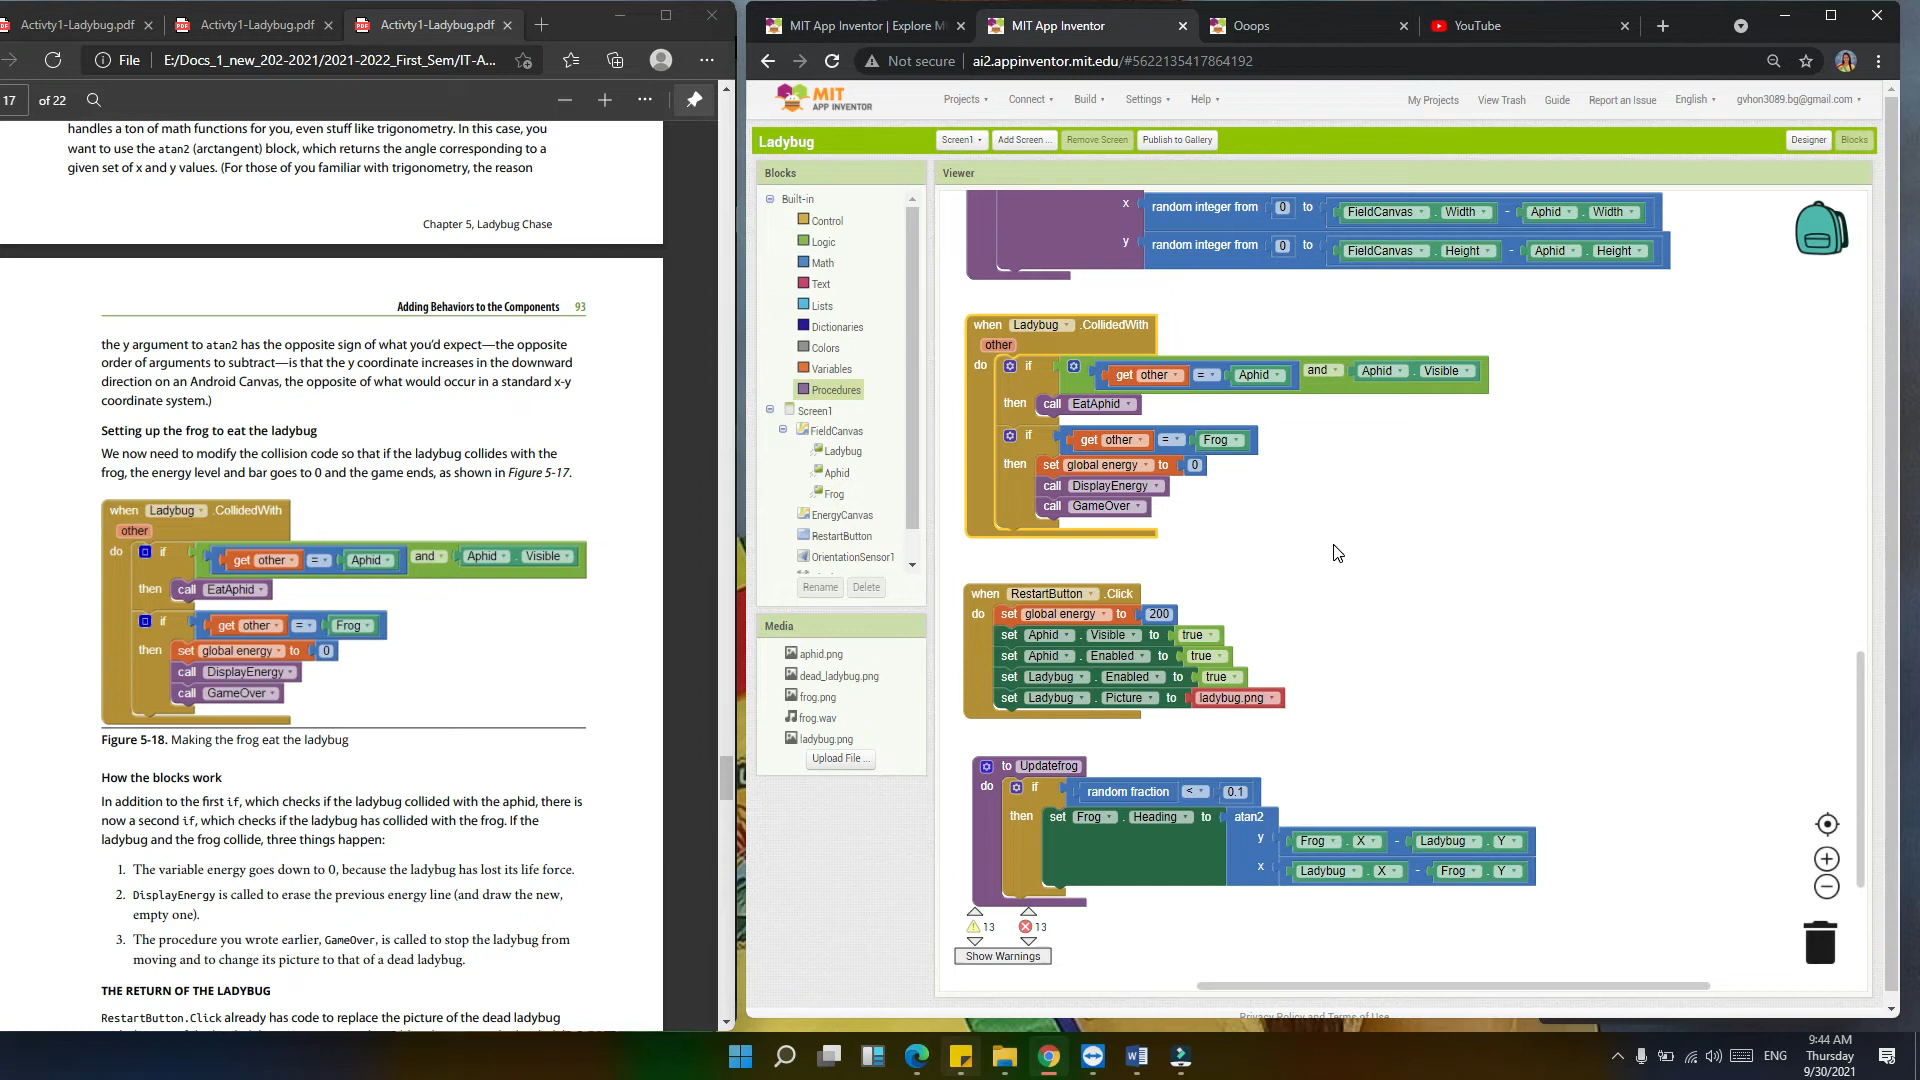 Activty1-Ladybug.pdf
Activty1-Ladybug.pdf
Activty1-Ladybug.pdf
File E:/Docs_1_new_202-2021/2021-2022_First_Sem/IT-A...
17 of 22
handles a ton of math functions for you, even stuff like trigonometry. In this case, you
want to use the atan2 (arctangent) block, which returns the angle corresponding to a
given set of x and y values. (For those of you familiar with trigonometry, the reason
Chapter 5, Ladybug Chase
Adding Behaviors to the Components 93
the y argument to atan2 has the opposite sign of what you'd expect—the opposite
order of arguments to subtract—is that the y coordinate increases in the downward
direction on an Android Canvas, the opposite of what would occur in a standard x-y
coordinate system.)
Setting up the frog to eat the ladybug
We now need to modify the collision code so that if the ladybug collides with the
frog, the energy level and bar goes to 0 and the game ends, as shown in Figure 5-17.
when Ladybug .CollidedWith
other
do if get other = Aphid and Aphid . Visible
then call EatAphid
if get other = Frog
then set global energy to 0
call DisplayEnergy
call GameOver
Figure 5-18. Making the frog eat the ladybug
How the blocks work
In addition to the first if, which checks if the ladybug collided with the aphid, there is
now a second if, which checks if the ladybug has collided with the frog. If the
ladybug and the frog collide, three things happen:
1. The variable energy goes down to 0, because the ladybug has lost its life force.
2. DisplayEnergy is called to erase the previous energy line (and draw the new,
empty one).
3. The procedure you wrote earlier, GameOver, is called to stop the ladybug from
moving and to change its picture to that of a dead ladybug.
THE RETURN OF THE LADYBUG
RestartButton.Click already has code to replace the picture of the dead ladybug
MIT App Inventor | Explore M
MIT App Inventor
Ooops
YouTube
Not secure ai2.appinventor.mit.edu/#5622135417864192
MIT
APP INVENTOR
Projects Connect Build Settings Help My Projects View Trash Guide Report an Issue English gvhon3089.bg@gmail.com
Ladybug Screen1 Add Screen ... Remove Screen Publish to Gallery Designer Blocks
Blocks
Built-in
Control
Logic
Math
Text
Lists
Dictionaries
Colors
Variables
Procedures
Screen1
FieldCanvas
Ladybug
Aphid
Frog
EnergyCanvas
RestartButton
OrientationSensor1
Rename Delete
Media
aphid.png
dead_ladybug.png
frog.png
frog.wav
ladybug.png
Upload File ...
Viewer
x random integer from 0 to FieldCanvas . Width - Aphid . Width
y random integer from 0 to FieldCanvas . Height - Aphid . Height
when Ladybug .CollidedWith
other
do if get other = Aphid and Aphid . Visible
then call EatAphid
if get other = Frog
then set global energy to 0
call DisplayEnergy
call GameOver
when RestartButton .Click
do set global energy to 200
set Aphid . Visible to true
set Aphid . Enabled to true
set Ladybug . Enabled to true
set Ladybug . Picture to ladybug.png
to Updatefrog
do if random fraction < 0.1
then set Frog . Heading to atan2
y Frog . X - Ladybug . Y
x Ladybug . X - Frog . Y
13 13
Show Warnings
Privacy Policy and Terms of Use
ENG
9:44 AM
Thursday
9/30/2021